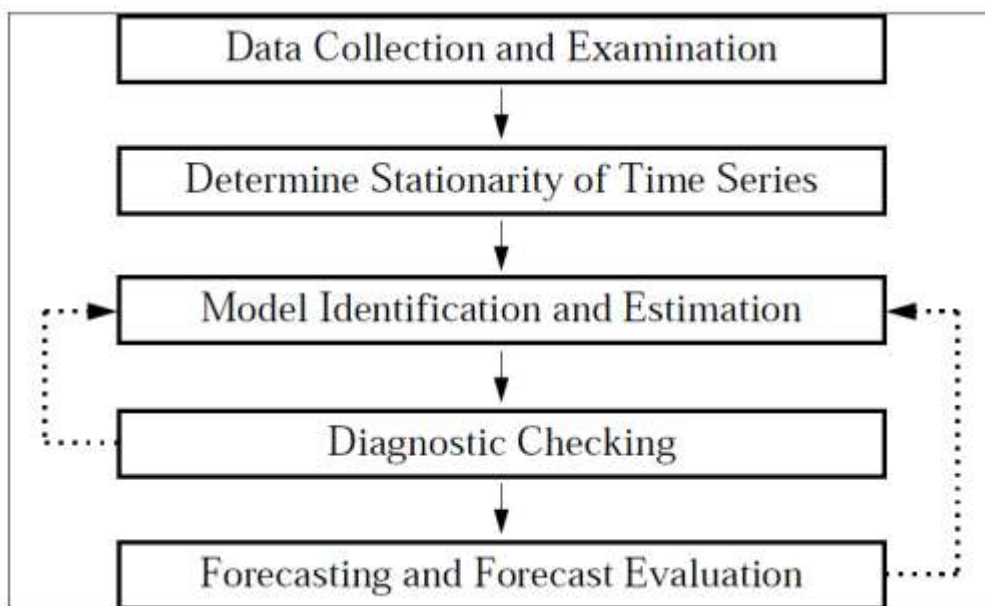 Data Collection and Examination
Determine Stationarity of Time Series
Model Identification and Estimation
Diagnostic Checking
Forecasting and Forecast Evaluation